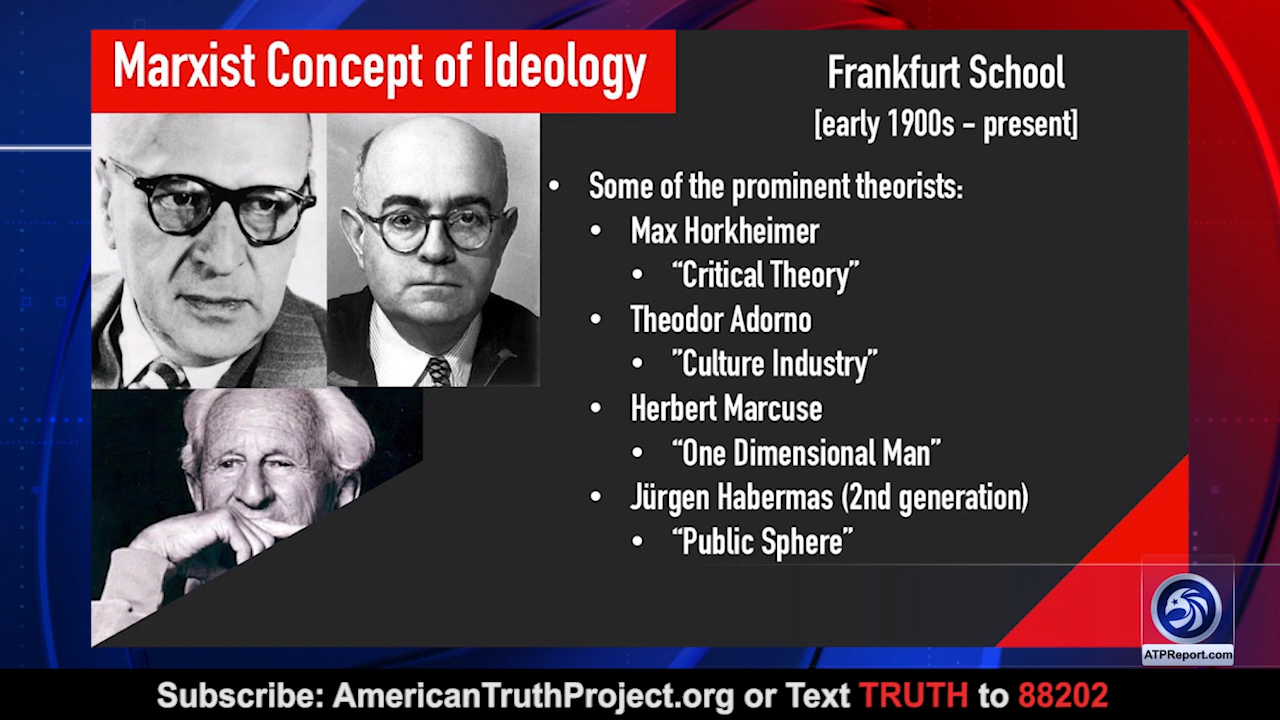 Marxist Concept of Ideology
Frankfurt School
[early 1900s – present]
• Some of the prominent theorists:
• Max Horkheimer
• “Critical Theory”
• Theodor Adorno
• ”Culture Industry”
• Herbert Marcuse
• “One Dimensional Man”
• Jürgen Habermas (2nd generation)
• “Public Sphere”
ATPReport.com
Subscribe: AmericanTruthProject.org or Text TRUTH to 88202